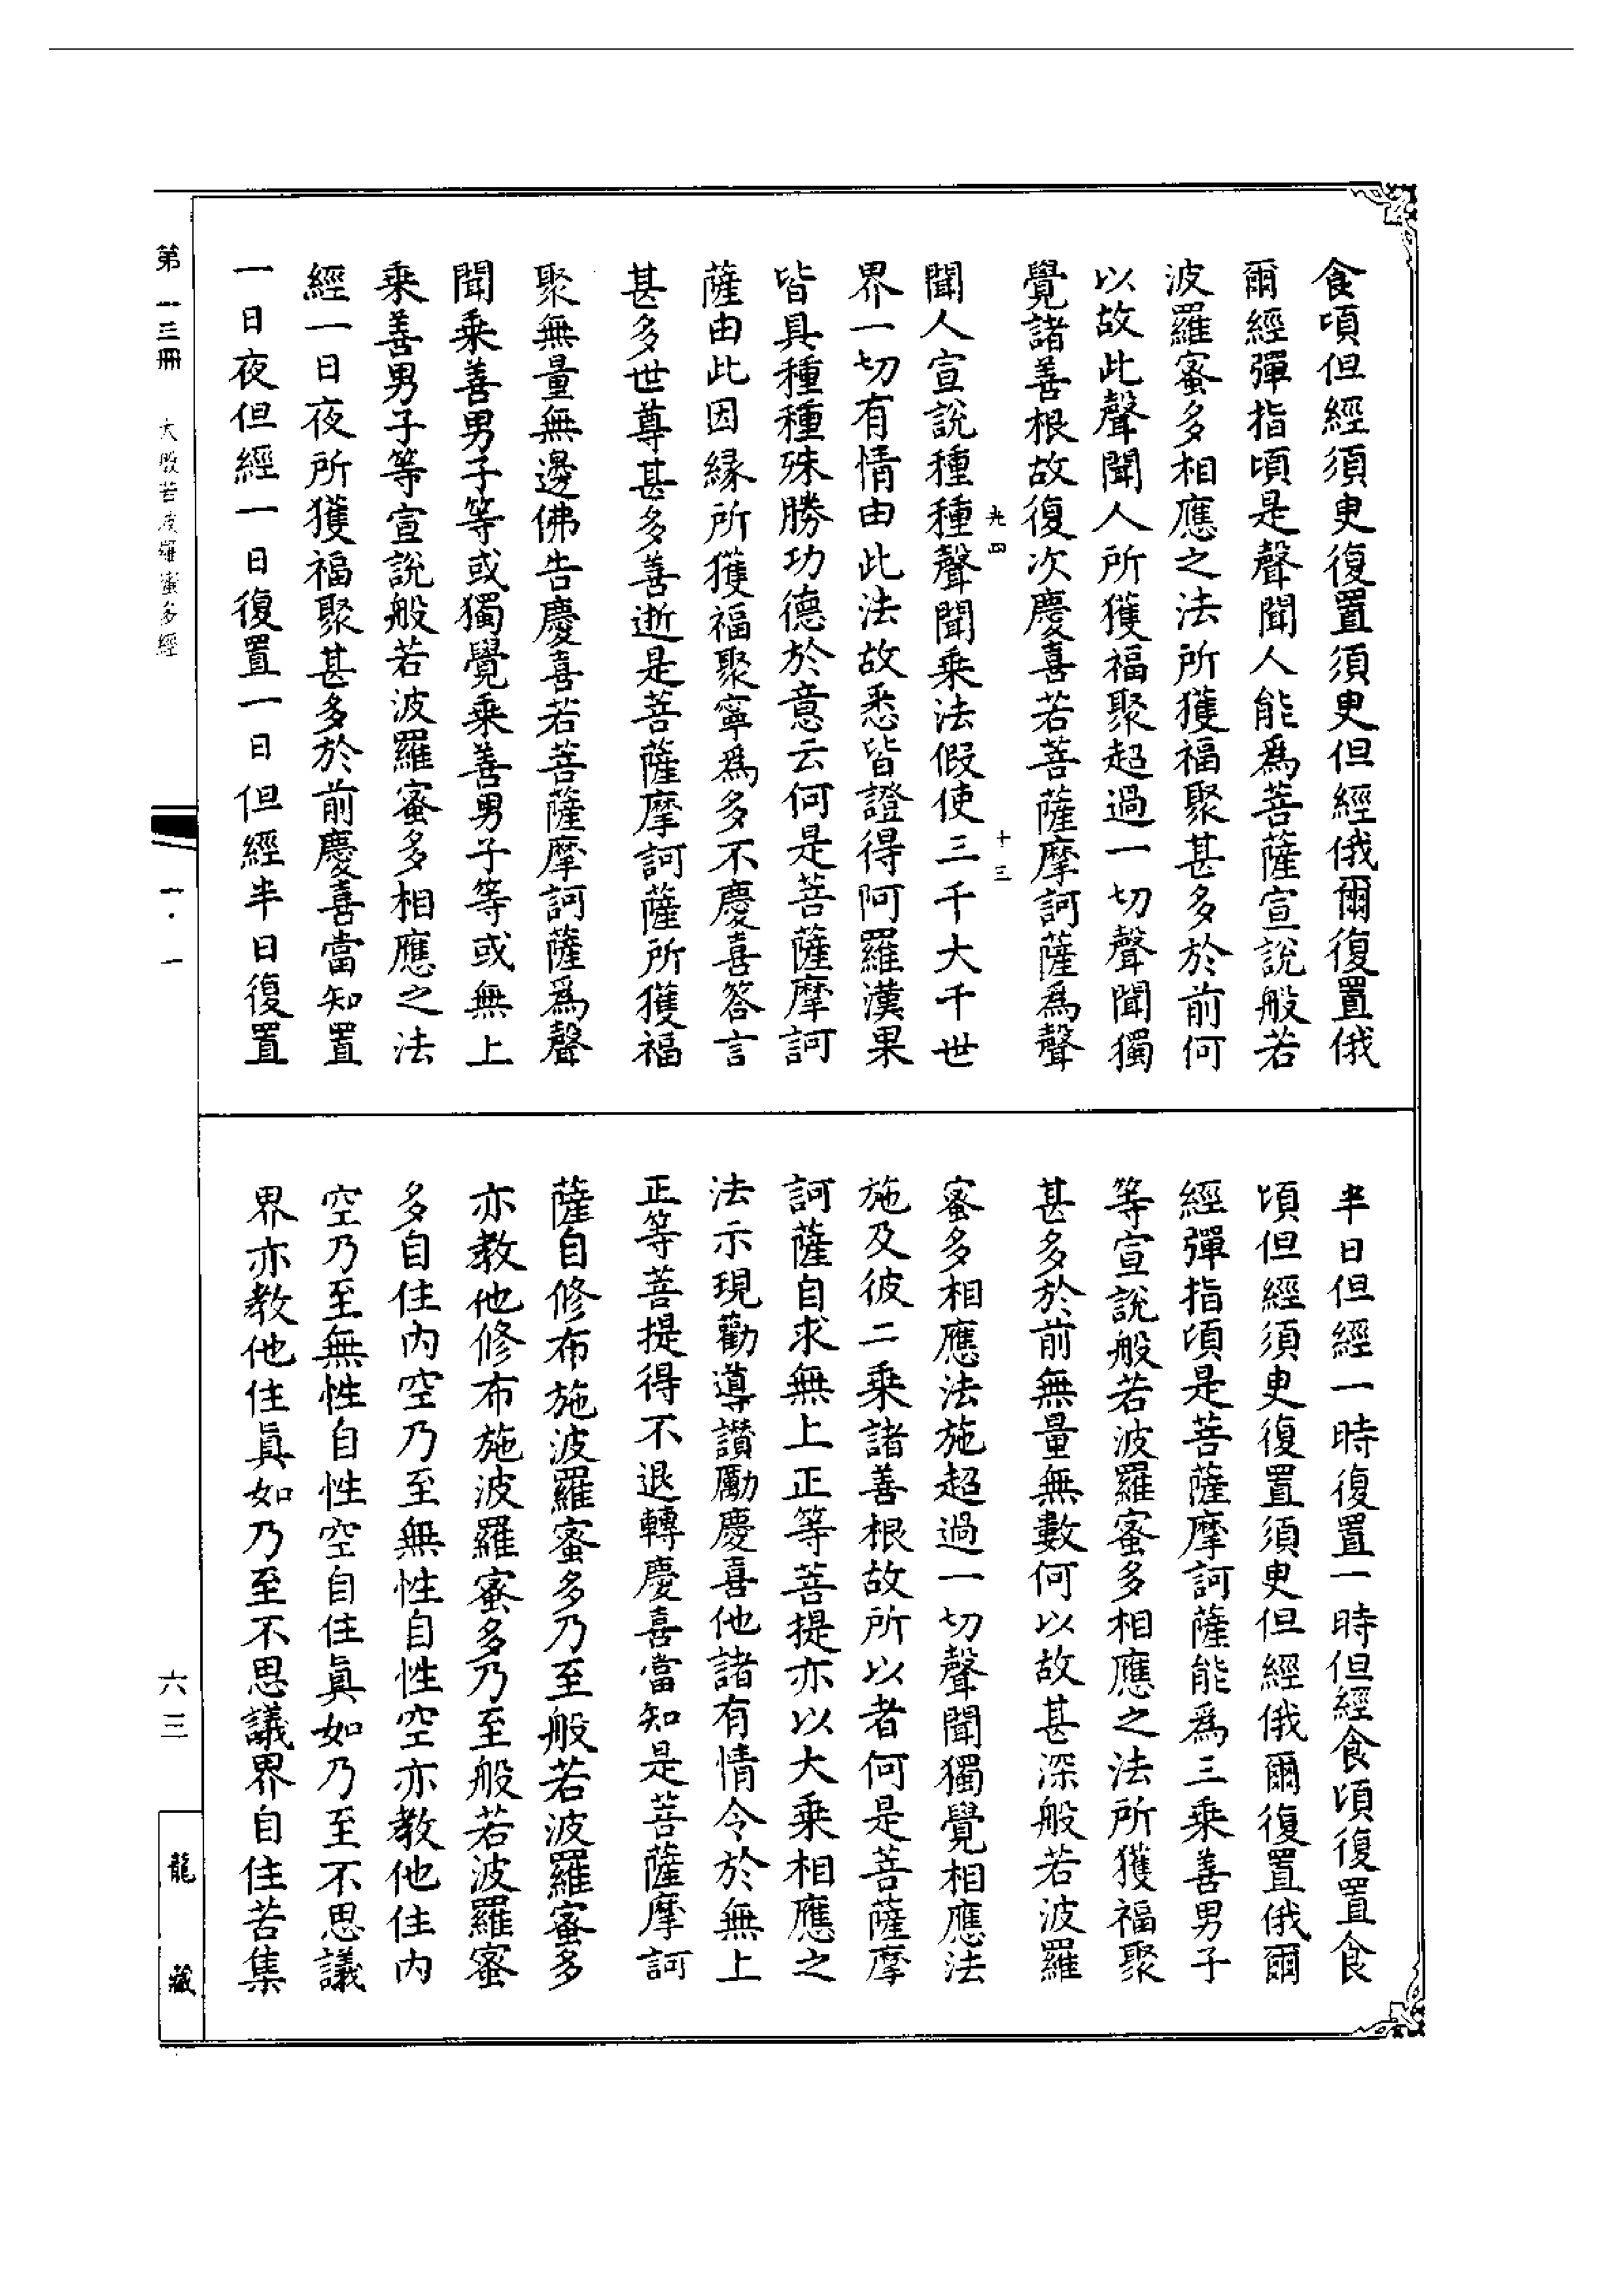 食頃但經須臾復置須臾但經俄爾復置俄
爾經彈指頃是聲聞人能爲菩薩宣說般若
波羅蜜多相應之法所獲福聚甚多於前何
以故此聲聞人所獲福聚超過一切聲聞獨
覺諸善根故復次慶喜若菩薩摩訶薩爲聲
光四 十三
聞人宣說種種聲聞乘法假使三千大千世
界一切有情由此法故悉皆證得阿羅漢果
皆具種種殊勝功德於意云何是菩薩摩訶
薩由此因緣所獲福聚寧爲多不慶喜答言
甚多世尊甚多善逝是菩薩摩訶薩所獲福
聚無量無邊佛告慶喜若菩薩摩訶薩爲聲
聞乘善男子等或獨覺乘善男子等或無上
乘善男子等宣說般若波羅蜜多相應之法
經一日夜所獲福聚甚多於前慶喜當知置
一日夜但經一日復置一日但經半日復置
半日但經一時復置一時但經食頃復置食
頃但經須臾復置須臾但經俄爾復置俄爾
經彈指頃是菩薩摩訶薩能爲三乘善男子
等宣說般若波羅蜜多相應之法所獲福聚
甚多於前無量無數何以故甚深般若波羅
蜜多相應法施超過一切聲聞獨覺相應法
施及彼二乘諸善根故所以者何是菩薩摩
訶薩自求無上正等菩提亦以大乘相應之
法示現勸導讚勵慶喜他諸有情令於無上
正等菩提得不退轉慶喜當知是菩薩摩訶
薩自修布施波羅蜜多乃至般若波羅蜜多
亦教他修布施波羅蜜多乃至般若波羅蜜
多自住內空乃至無性自性空亦教他住內
空乃至無性自性空自住眞如乃至不思議
界亦教他住眞如乃至不思議界自住苦集
第一三冊 大般若波羅蜜多經 一·一 六三 龍藏